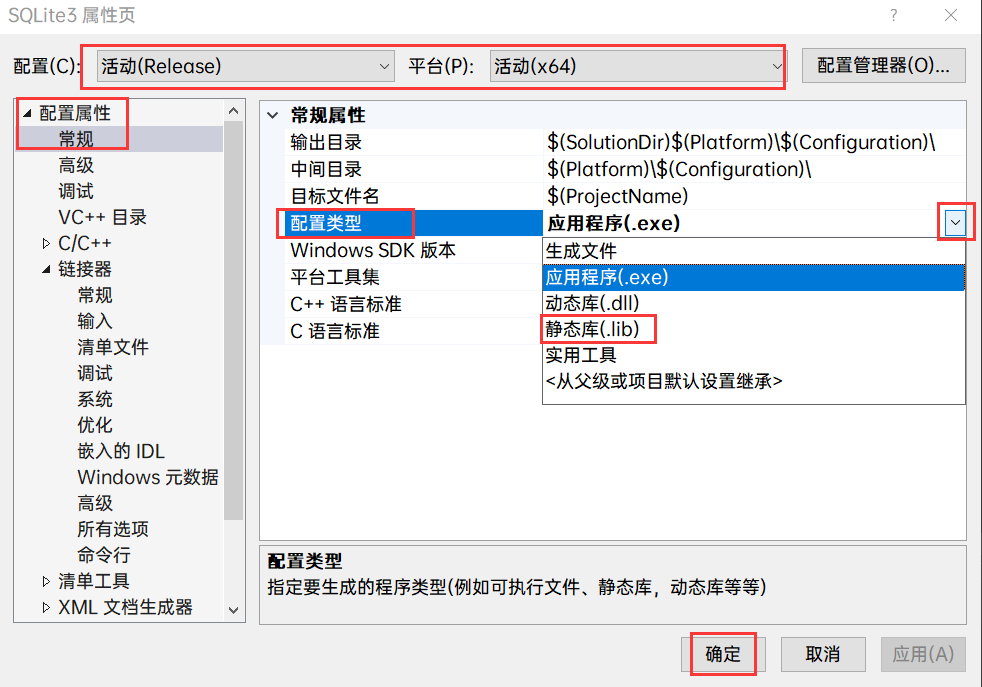 SQLite3 属性页
配置(C): 活动(Release) 平台(P): 活动(x64) 配置管理器(O)...
配置属性
常规
高级
调试
VC++ 目录
C/C++
链接器
常规
输入
清单文件
调试
系统
优化
嵌入的 IDL
Windows 元数据
高级
所有选项
命令行
清单工具
XML 文档生成器
常规属性
输出目录 $(SolutionDir)$(Platform)\$(Configuration)\
中间目录 $(Platform)\$(Configuration)\
目标文件名 $(ProjectName)
配置类型 应用程序(.exe)
Windows SDK 版本
平台工具集
C++ 语言标准
C 语言标准
生成文件
应用程序(.exe)
动态库(.dll)
静态库(.lib)
实用工具
<从父级或项目默认设置继承>
配置类型
指定要生成的程序类型(例如可执行文件、静态库，动态库等等)
确定 取消 应用(A)